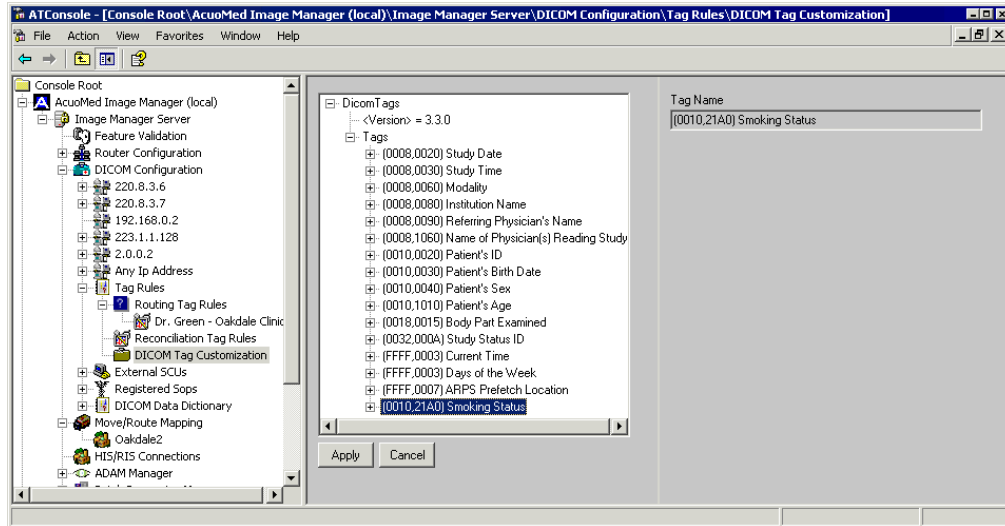 ATConsole - [Console Root\AcuoMed Image Manager (local)\Image Manager Server\DICOM Configuration\Tag Rules\DICOM Tag Customization]
File Action View Favorites Window Help
Console Root
AcuoMed Image Manager (local)
Image Manager Server
Feature Validation
Router Configuration
DICOM Configuration
220.8.3.6
220.8.3.7
192.168.0.2
223.1.1.128
2.0.0.2
Any Ip Address
Tag Rules
Routing Tag Rules
Dr. Green - Oakdale Clinic
Reconciliation Tag Rules
DICOM Tag Customization
External SCUs
Registered Sops
DICOM Data Dictionary
Move/Route Mapping
Oakdale2
HIS/RIS Connections
ADAM Manager
DicomTags
<Version> = 3.3.0
Tags
(0008,0020) Study Date
(0008,0030) Study Time
(0008,0060) Modality
(0008,0080) Institution Name
(0008,0090) Referring Physician's Name
(0008,1060) Name of Physician(s) Reading Study
(0010,0020) Patient's ID
(0010,0030) Patient's Birth Date
(0010,0040) Patient's Sex
(0010,1010) Patient's Age
(0018,0015) Body Part Examined
(0032,000A) Study Status ID
(FFFF,0003) Current Time
(FFFF,0003) Days of the Week
(FFFF,0007) ARPS Prefetch Location
(0010,21A0) Smoking Status
Apply Cancel
Tag Name
(0010,21A0) Smoking Status